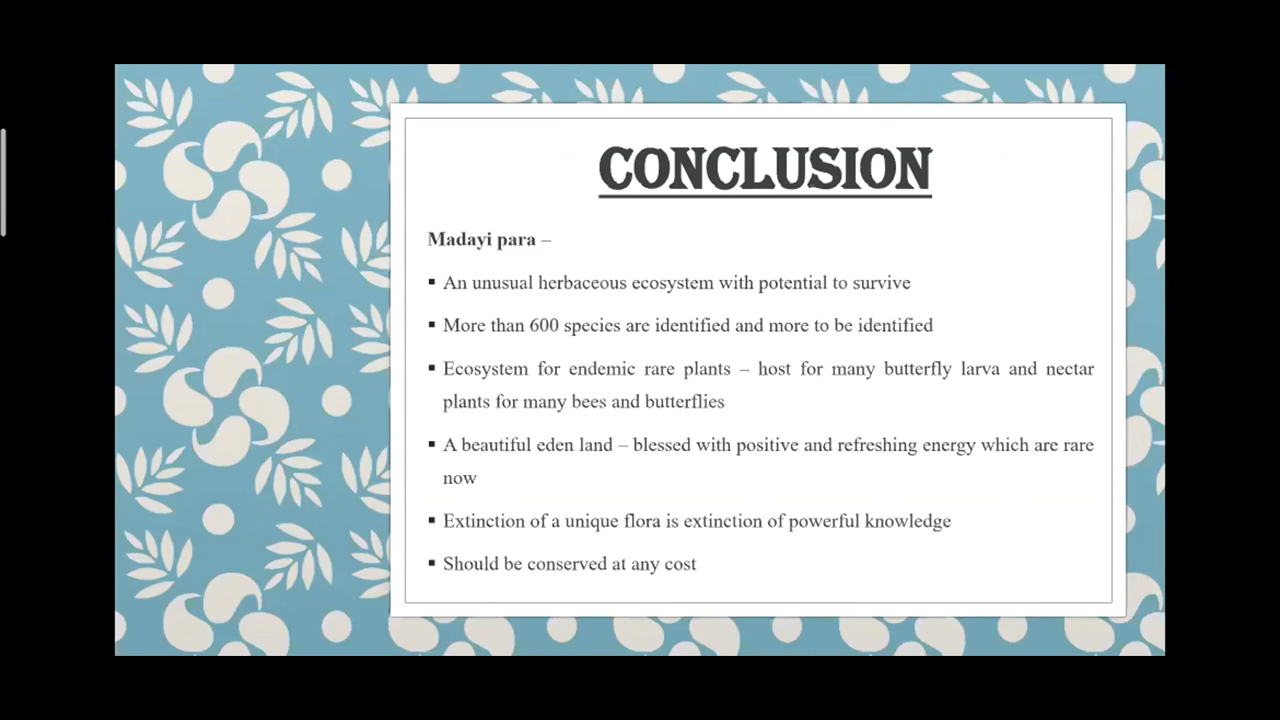 CONCLUSION
Madayi para –
▪ An unusual herbaceous ecosystem with potential to survive
▪ More than 600 species are identified and more to be identified
▪ Ecosystem for endemic rare plants – host for many butterfly larva and nectar
plants for many bees and butterflies
▪ A beautiful eden land – blessed with positive and refreshing energy which are rare
now
▪ Extinction of a unique flora is extinction of powerful knowledge
▪ Should be conserved at any cost